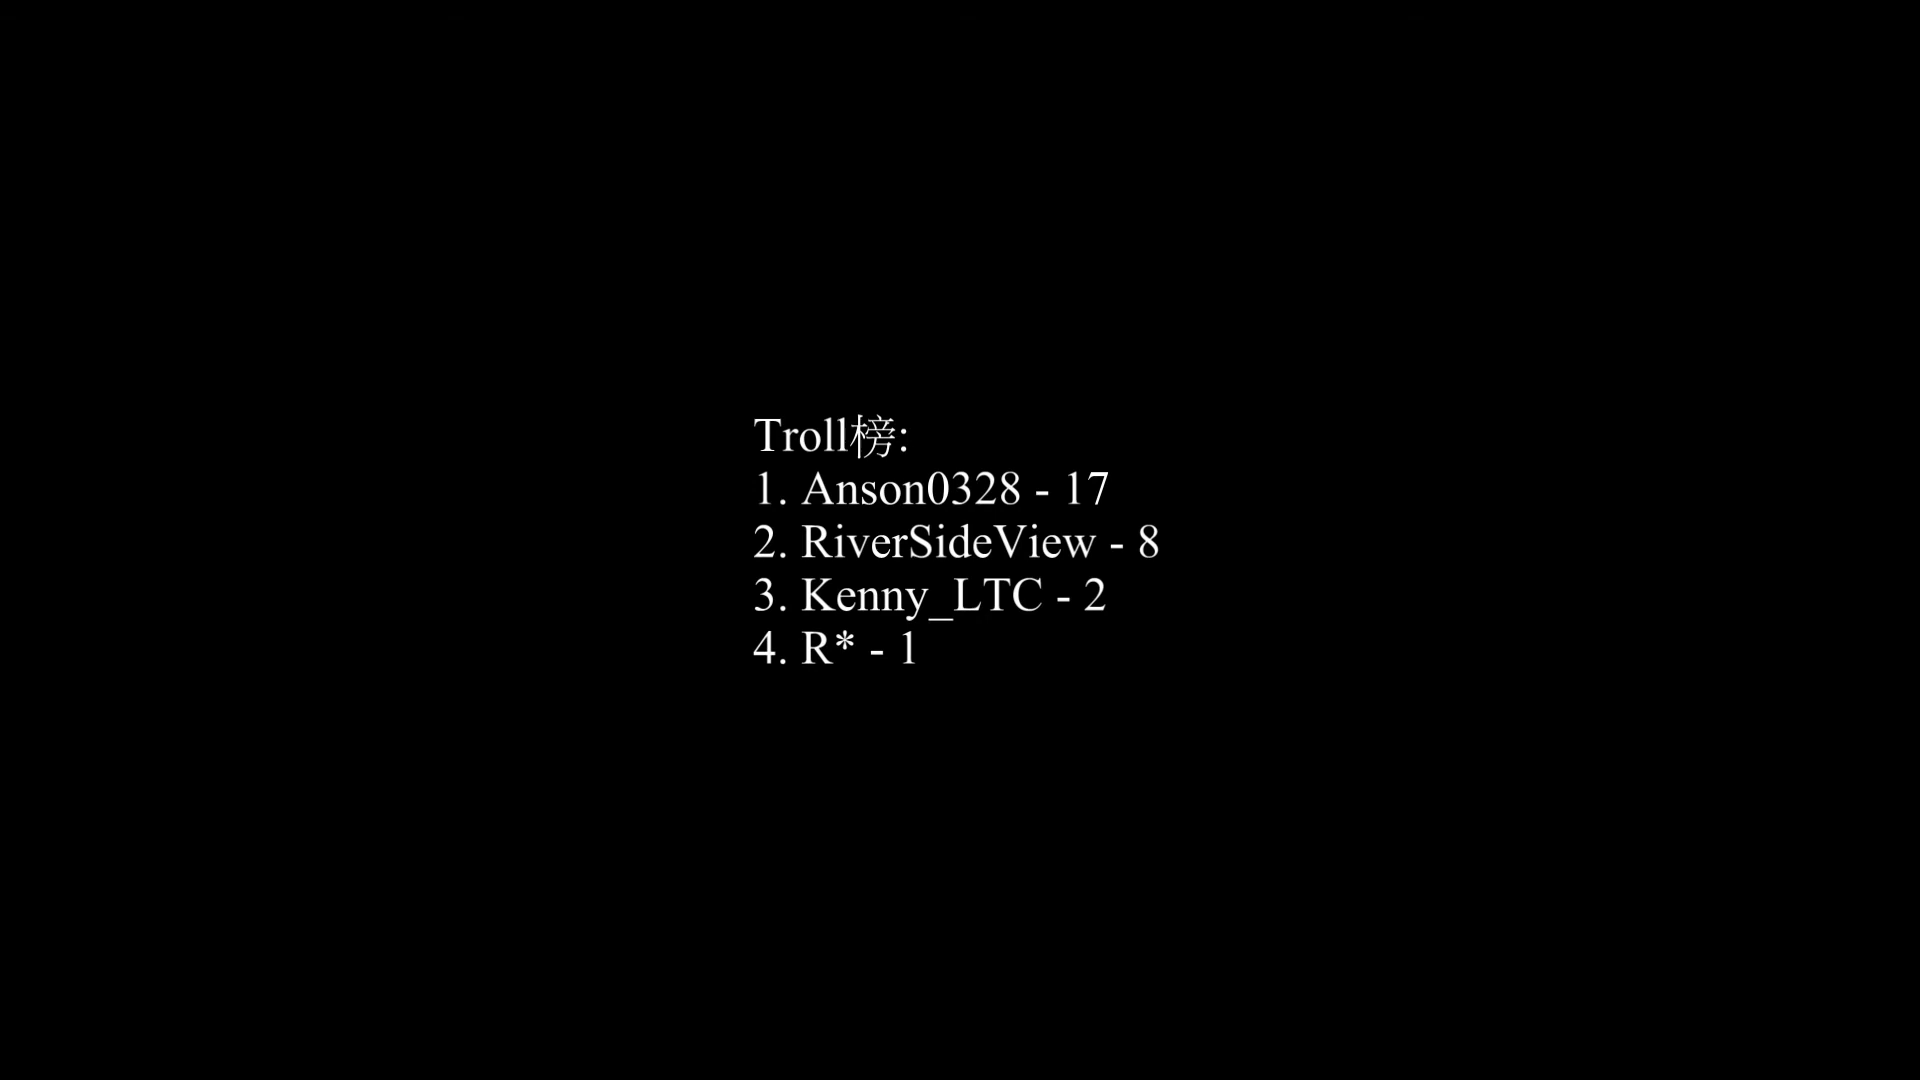 Troll榜:
1. Anson0328 - 17
2. RiverSideView - 8
3. Kenny_LTC - 2
4. R* - 1